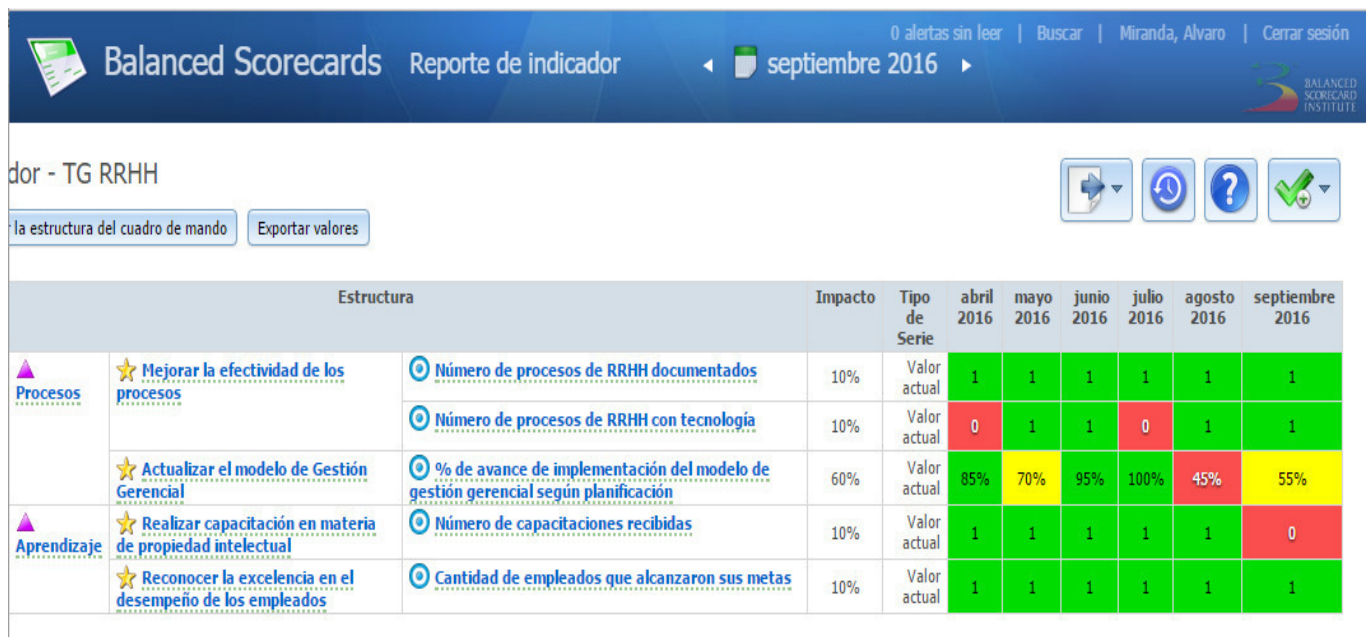 0 alertas sin leer | Buscar | Miranda, Alvaro | Cerrar sesión
Balanced Scorecards Reporte de indicador septiembre 2016
BALANCED
SCORECARD
INSTITUTE
dor - TG RRHH
la estructura del cuadro de mando Exportar valores
Estructura Impacto Tipo de Serie abril 2016 mayo 2016 junio 2016 julio 2016 agosto 2016 septiembre 2016
Procesos Mejorar la efectividad de los procesos Número de procesos de RRHH documentados 10% Valor actual 1 1 1 1 1 1
Número de procesos de RRHH con tecnología 10% Valor actual 0 1 1 0 1 1
Actualizar el modelo de Gestión Gerencial % de avance de implementación del modelo de gestión gerencial según planificación 60% Valor actual 85% 70% 95% 100% 45% 55%
Aprendizaje Realizar capacitación en materia de propiedad intelectual Número de capacitaciones recibidas 10% Valor actual 1 1 1 1 1 0
Reconocer la excelencia en el desempeño de los empleados Cantidad de empleados que alcanzaron sus metas 10% Valor actual 1 1 1 1 1 1